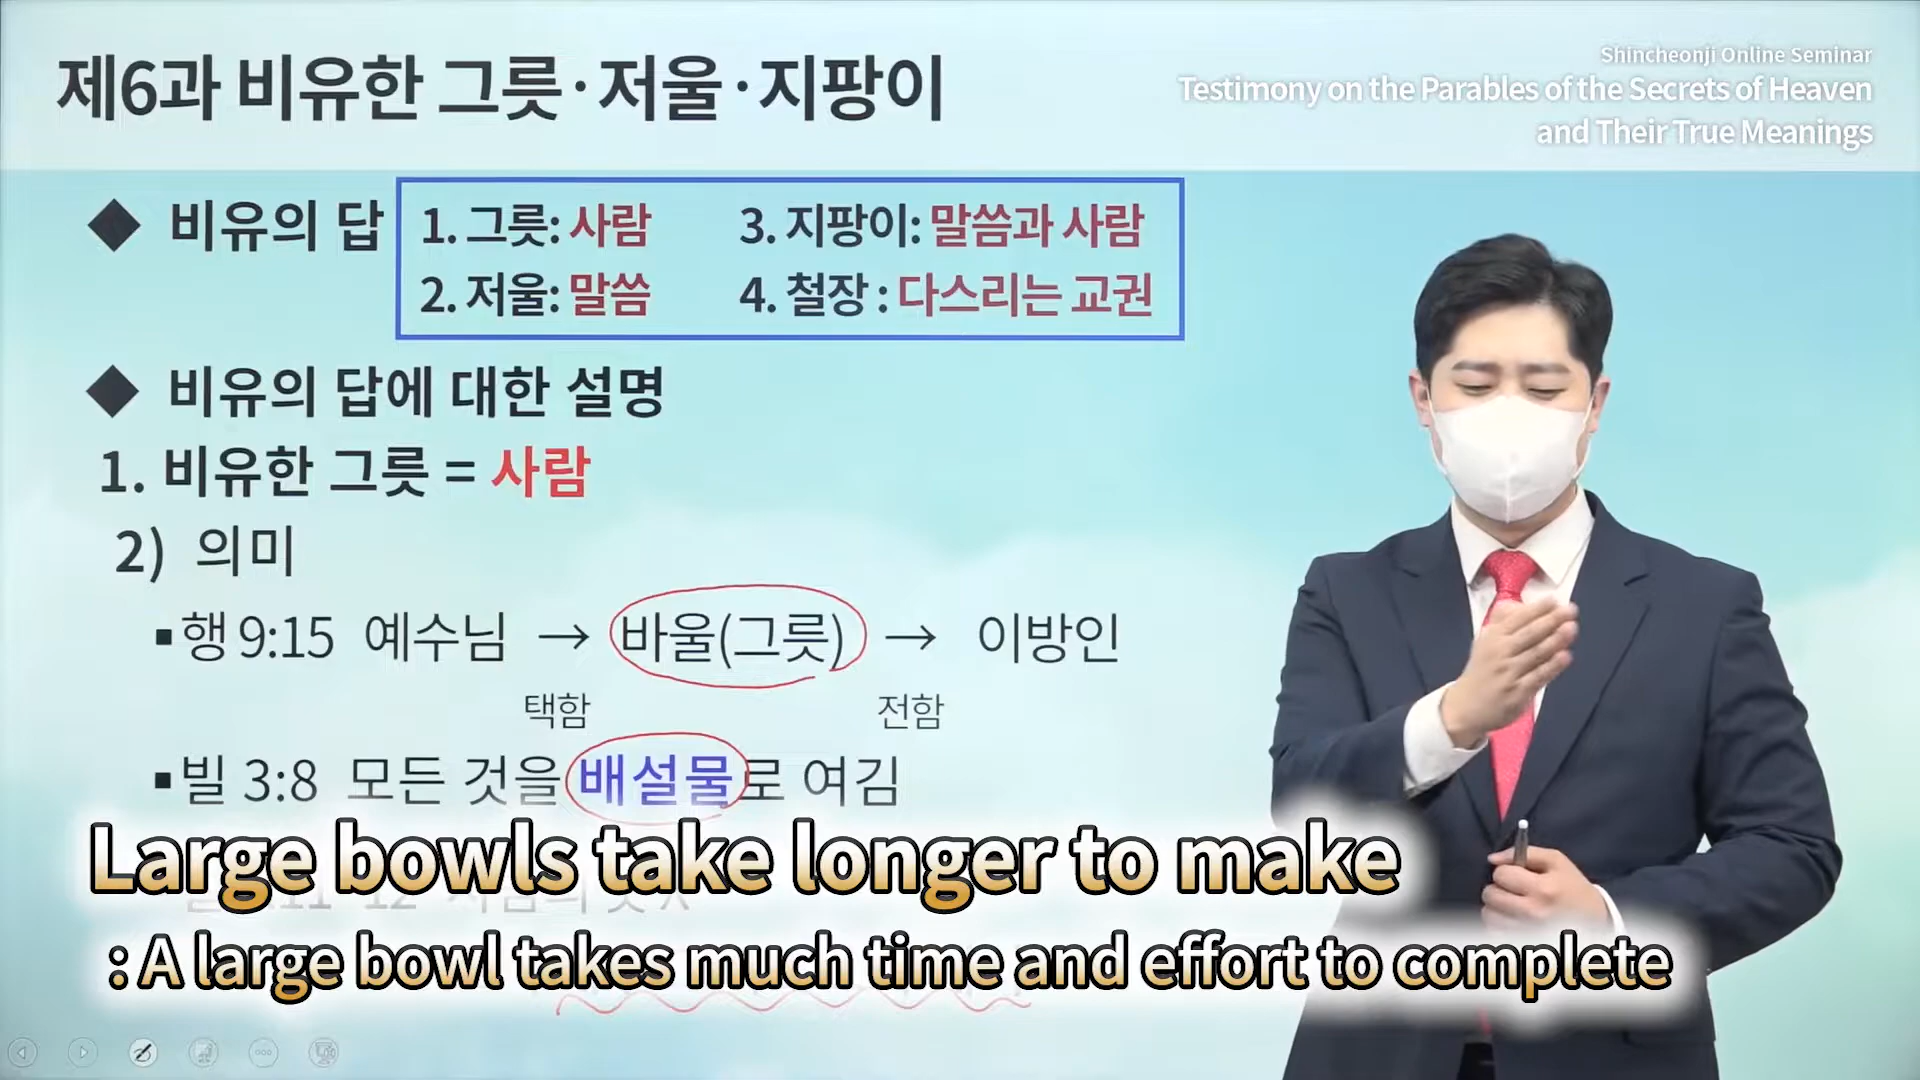 제6과 비유한 그릇·저울·지팡이
Shincheonji Online Seminar
Testimony on the Parables of the Secrets of Heaven
and Their True Meanings
◆ 비유의 답
1. 그릇: 사람
3. 지팡이: 말씀과 사람
2. 저울: 말씀
4. 철장 : 다스리는 교권
◆ 비유의 답에 대한 설명
1. 비유한 그릇 = 사람
2) 의미
▪행 9:15 예수님 → 바울(그릇) → 이방인
택함
전함
▪빌 3:8 모든 것을 배설물로 여김
Large bowls take longer to make
: A large bowl takes much time and effort to complete